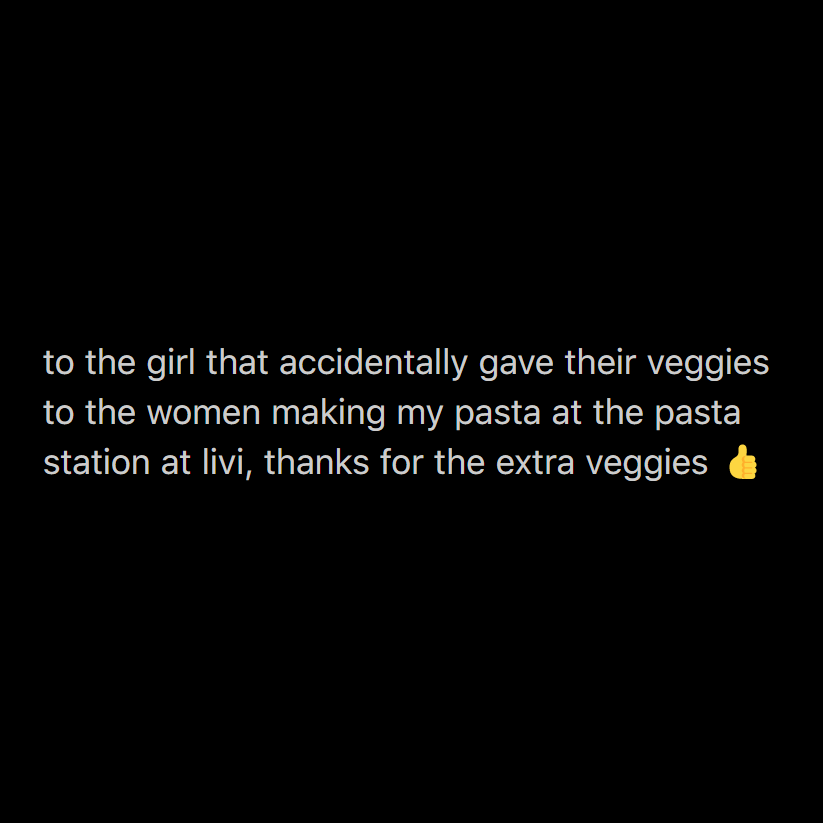 to the girl that accidentally gave their veggies
to the women making my pasta at the pasta
station at livi, thanks for the extra veggies 👍